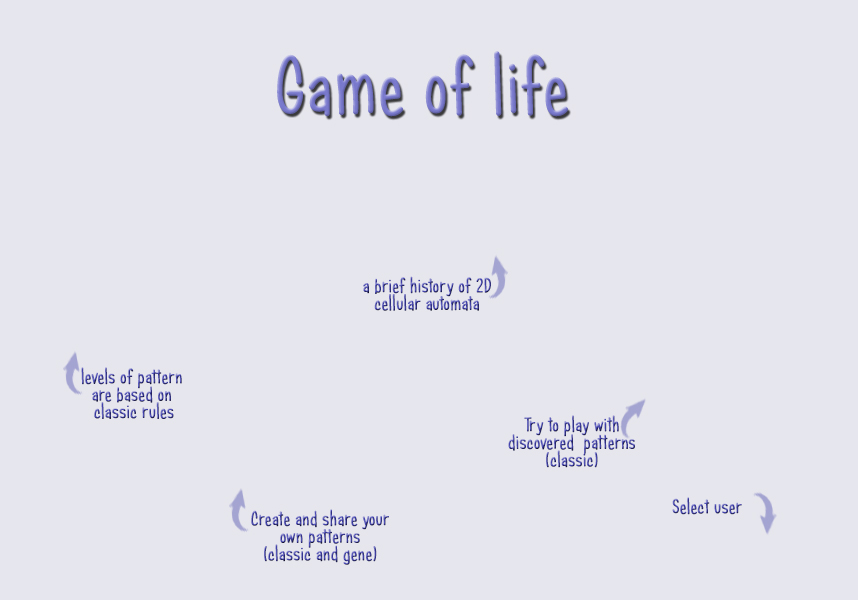 Game of life
a brief history of 2D
cellular automata
levels of pattern
are based on
classic rules
Try to play with
discovered patterns
(classic)
Select user
Create and share your
own patterns
(classic and gene)